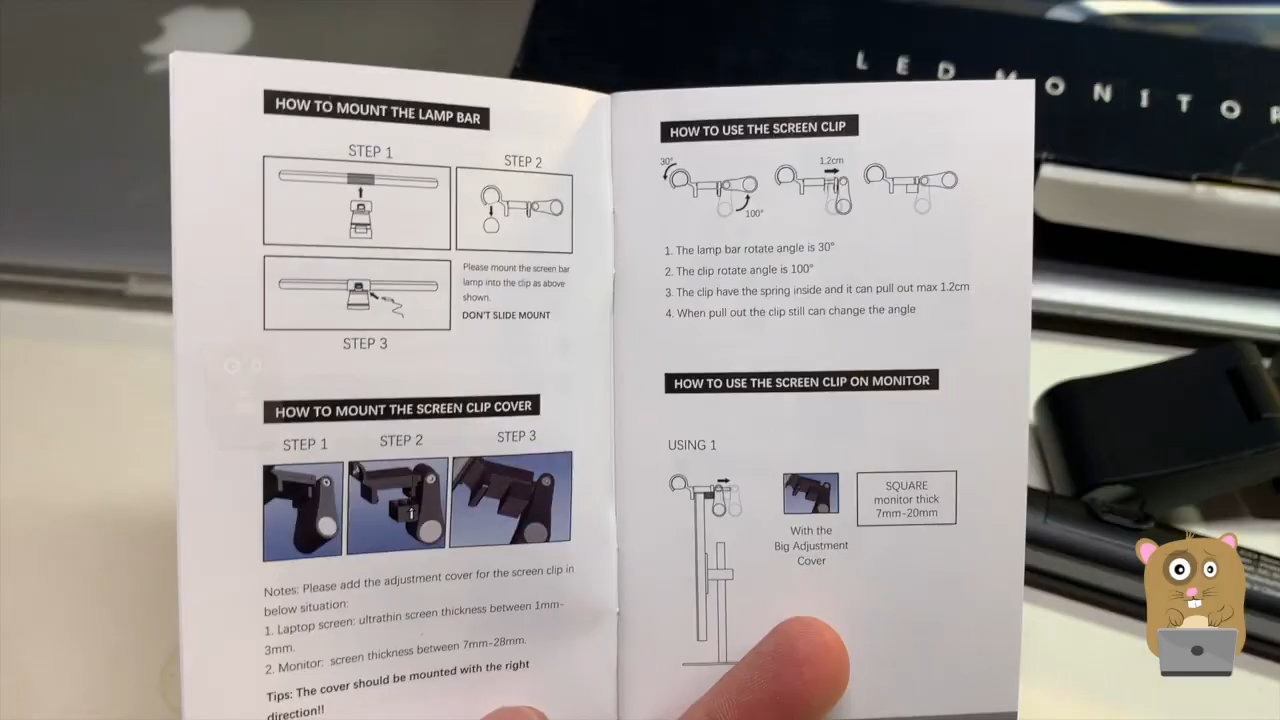 LED MONITOR
HOW TO MOUNT THE LAMP BAR
STEP 1
STEP 2
Please mount the screen bar
lamp into the clip as above
shown.
DON'T SLIDE MOUNT
STEP 3
HOW TO MOUNT THE SCREEN CLIP COVER
STEP 1
STEP 2
STEP 3
Notes: Please add the adjustment cover for the screen clip in
below situation:
1. Laptop screen: ultrathin screen thickness between 1mm-
3mm.
2. Monitor: screen thickness between 7mm-28mm.
Tips: The cover should be mounted with the right
direction!!
HOW TO USE THE SCREEN CLIP
30°
100°
1.2cm
1. The lamp bar rotate angle is 30°
2. The clip rotate angle is 100°
3. The clip have the spring inside and it can pull out max 1.2cm
4. When pull out the clip still can change the angle
HOW TO USE THE SCREEN CLIP ON MONITOR
USING 1
With the
Big Adjustment
Cover
SQUARE
monitor thick
7mm-20mm